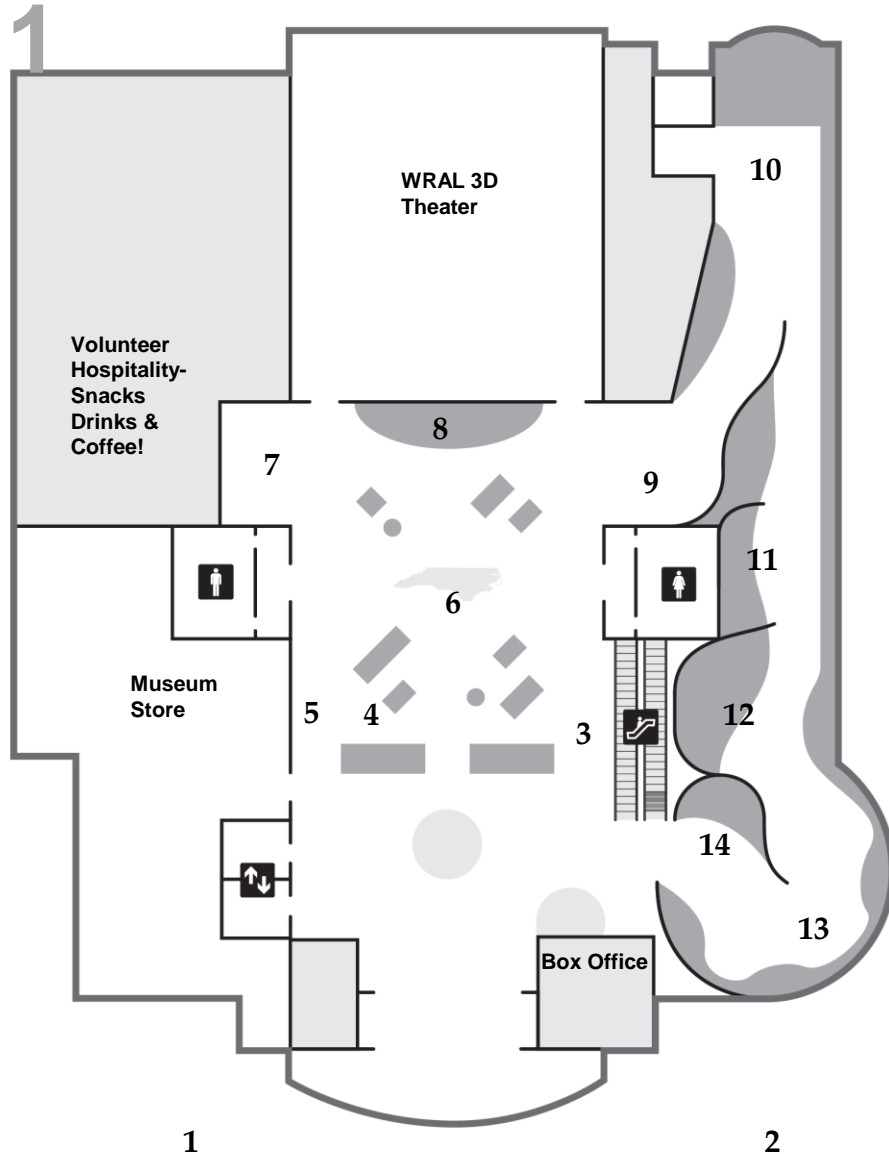 1
WRAL 3D
Theater
10
Volunteer
Hospitality-
Snacks
Drinks &
Coffee!
8
7
9
11
6
Museum
Store
5
4
3
12
14
13
Box Office
1
2